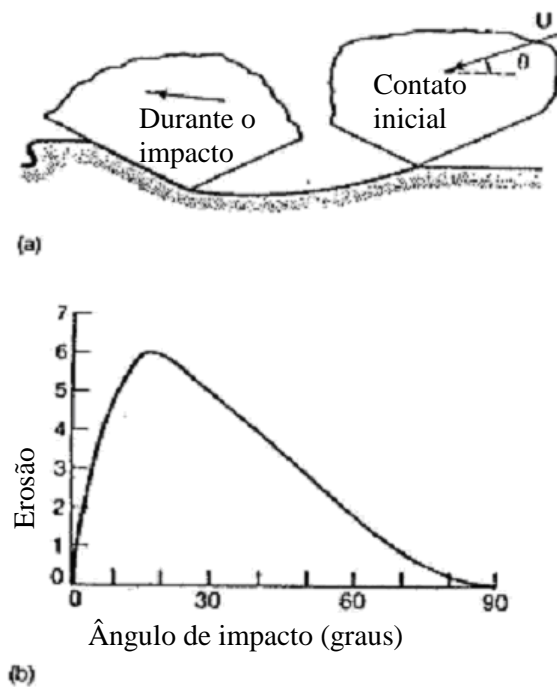 U
θ
Durante o
impacto
Contato
inicial
(a)
7
6
5
4
3
2
1
0
Erosão
0 30 60 90
Ângulo de impacto (graus)
(b)